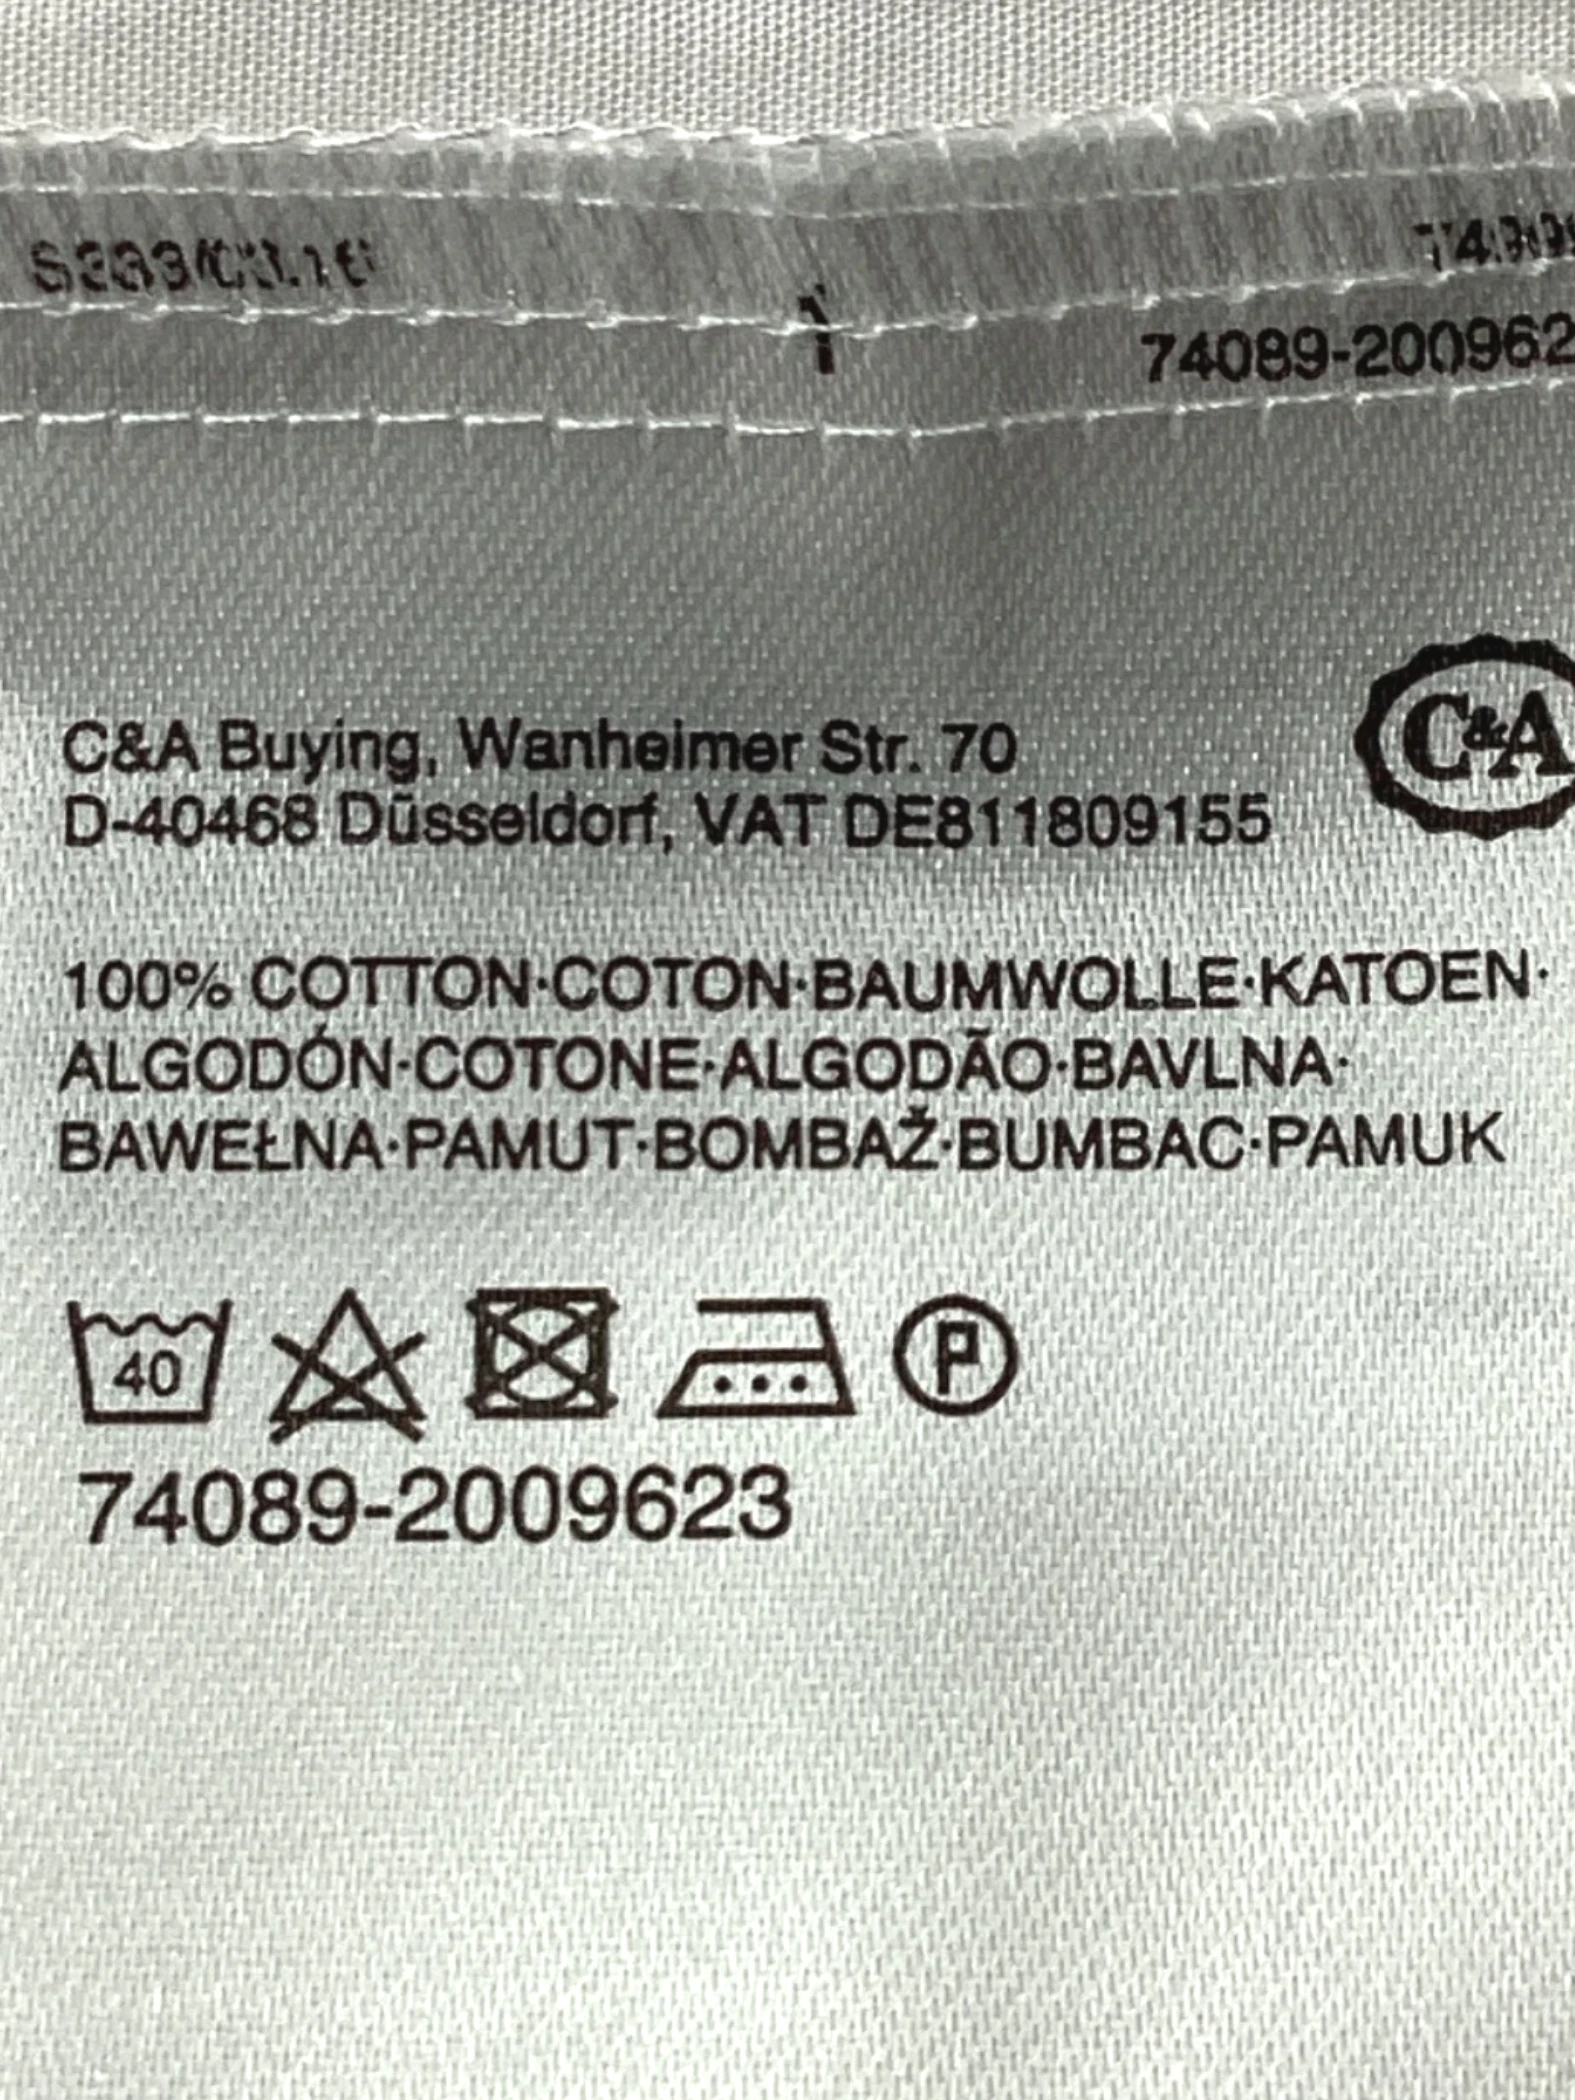 1
74089-200962
C&A
C&A Buying, Wanheimer Str. 70
D-40468 Düsseldorf, VAT DE811809155
100% COTTON·COTON·BAUMWOLLE·KATOEN·
ALGODÓN·COTONE·ALGODÃO·BAVLNA·
BAWEŁNA·PAMUT·BOMBAŽ·BUMBAC·PAMUK
40
P
74089-2009623